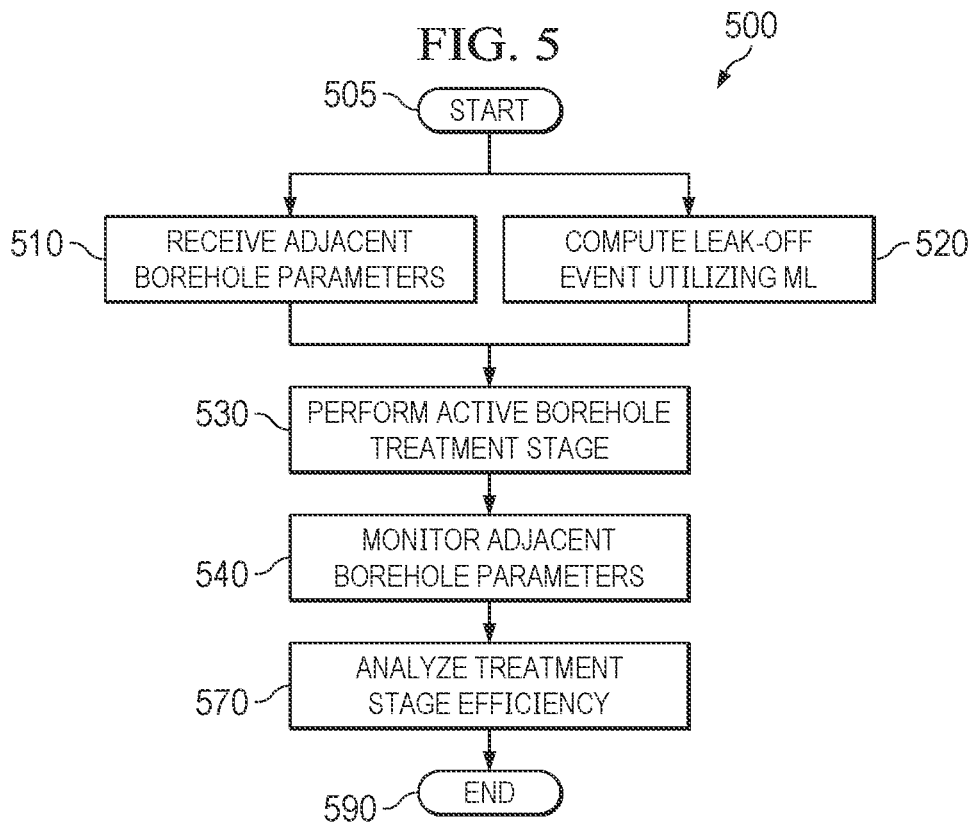 FIG. 5
500
505
START
510
RECEIVE ADJACENT
BOREHOLE PARAMETERS
COMPUTE LEAK-OFF
EVENT UTILIZING ML
520
530
PERFORM ACTIVE BOREHOLE
TREATMENT STAGE
540
MONITOR ADJACENT
BOREHOLE PARAMETERS
570
ANALYZE TREATMENT
STAGE EFFICIENCY
590
END